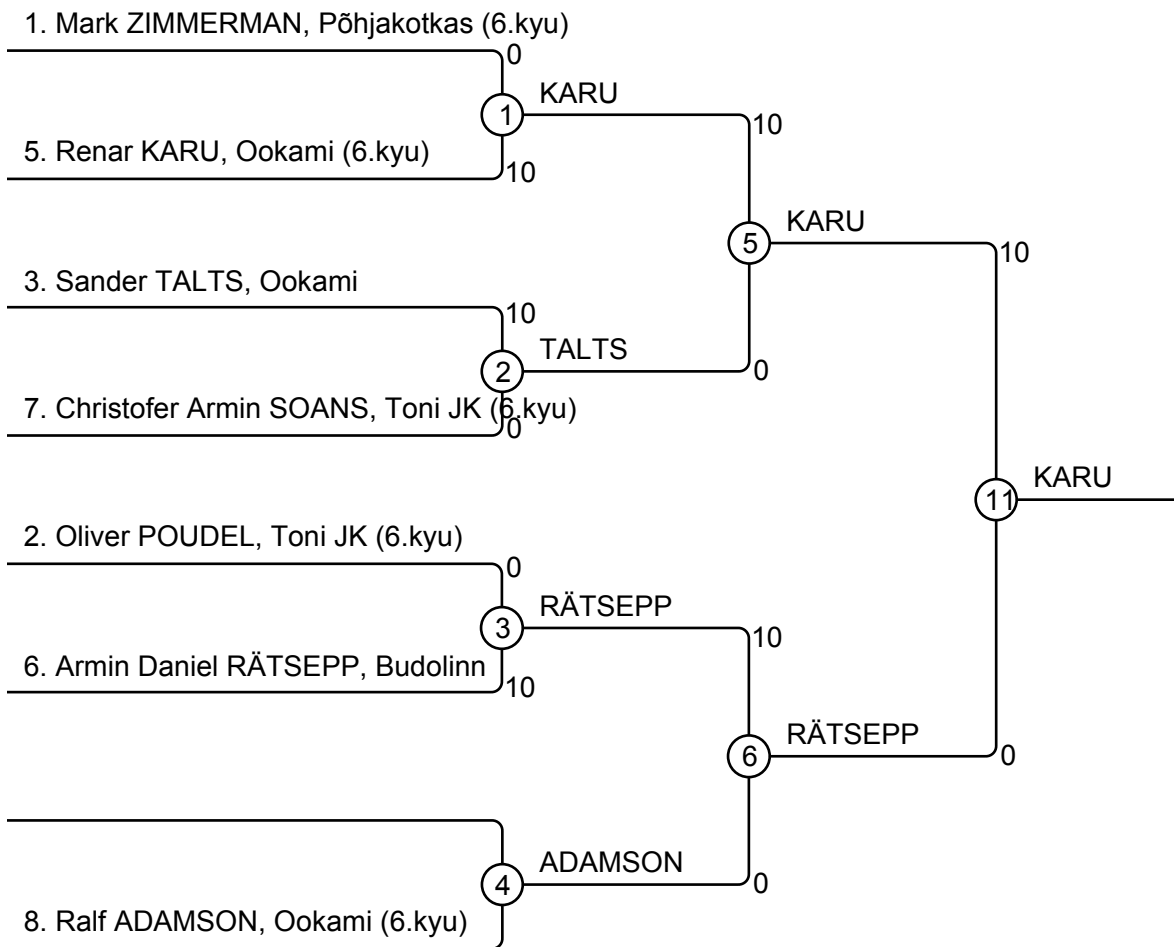 1. Mark ZIMMERMAN, Põhjakotkas (6.kyu)
0
1
KARU
10
5. Renar KARU, Ookami (6.kyu)
10
5
KARU
10
3. Sander TALTS, Ookami
10
2
TALTS
0
7. Christofer Armin SOANS, Toni JK (6.kyu)
0
11
KARU
2. Oliver POUDEL, Toni JK (6.kyu)
0
3
RÄTSEPP
10
6. Armin Daniel RÄTSEPP, Budolinn
10
6
RÄTSEPP
0
4
ADAMSON
0
8. Ralf ADAMSON, Ookami (6.kyu)